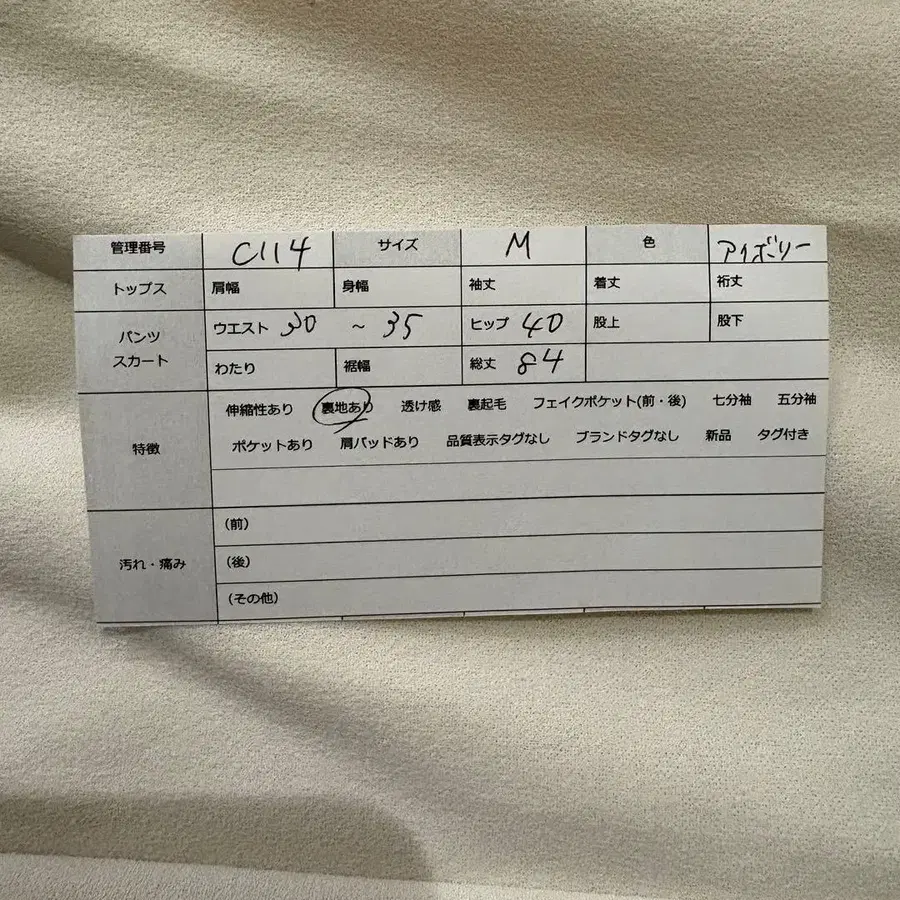 管理番号 C114 サイズ M 色 アイボリー
トップス 肩幅 身幅 袖丈 着丈 裄丈
パンツ スカート ウエスト 30 ~ 35 ヒップ 40 股上 股下
わたり 裾幅 総丈 84
特徴 伸縮性あり 裏地あり 透け感 裏起毛 フェイクポケット(前・後) 七分袖 五分袖
ポケットあり 肩パッドあり 品質表示タグなし ブランドタグなし 新品 タグ付き
汚れ・痛み (前)
(後)
(その他)